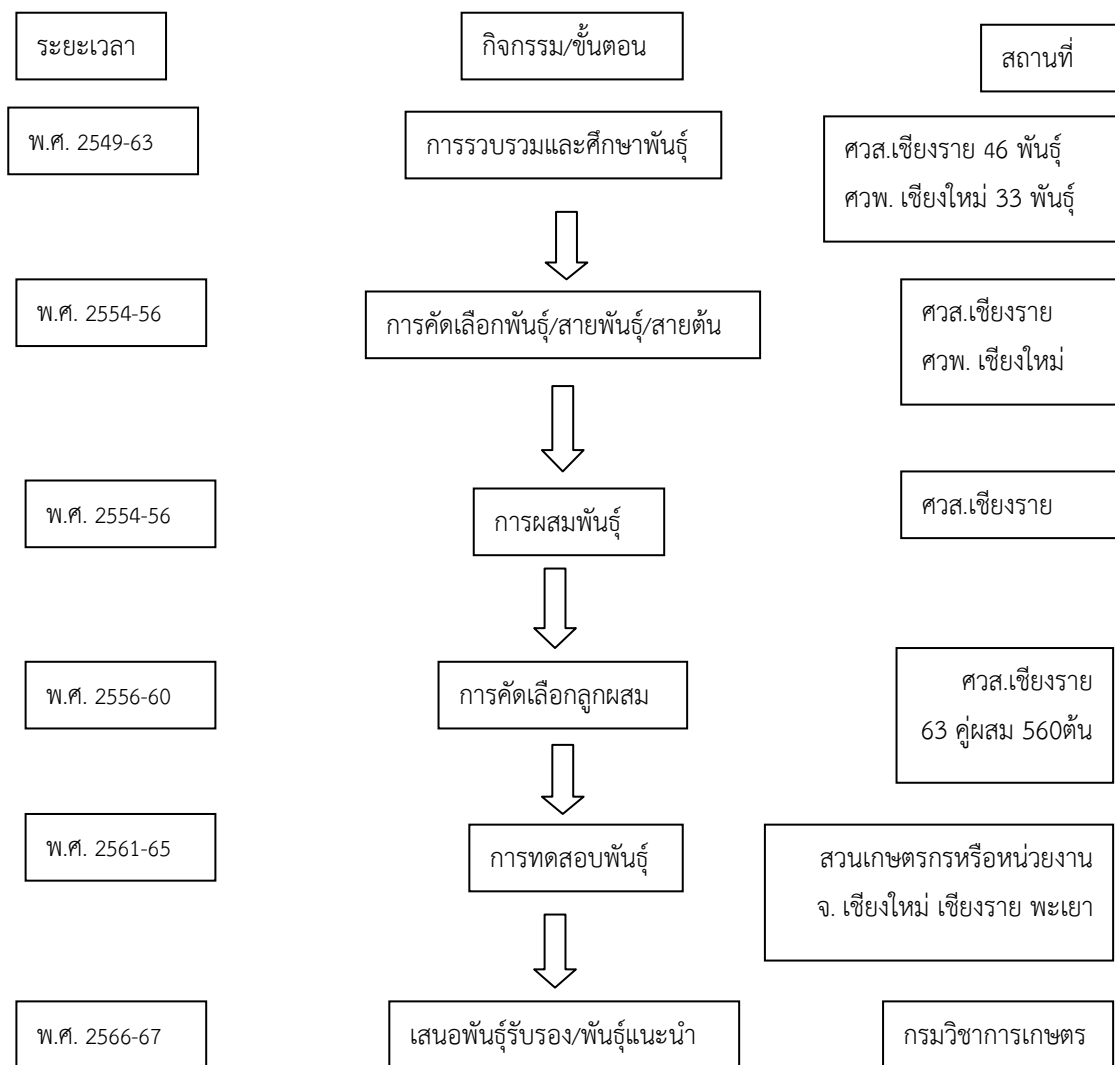 ระยะเวลา
กิจกรรม/ขั้นตอน
สถานที่
พ.ศ. 2549-63
การรวบรวมและศึกษาพันธุ์
ศวส.เชียงราย 46 พันธุ์
ศวพ. เชียงใหม่ 33 พันธุ์
พ.ศ. 2554-56
การคัดเลือกพันธุ์/สายพันธุ์/สายต้น
ศวส.เชียงราย
ศวพ. เชียงใหม่
พ.ศ. 2554-56
การผสมพันธุ์
ศวส.เชียงราย
พ.ศ. 2556-60
การคัดเลือกลูกผสม
ศวส.เชียงราย
63 คู่ผสม 560ต้น
พ.ศ. 2561-65
การทดสอบพันธุ์
สวนเกษตรกรหรือหน่วยงาน
จ. เชียงใหม่ เชียงราย พะเยา
พ.ศ. 2566-67
เสนอพันธุ์รับรอง/พันธุ์แนะนำ
กรมวิชาการเกษตร